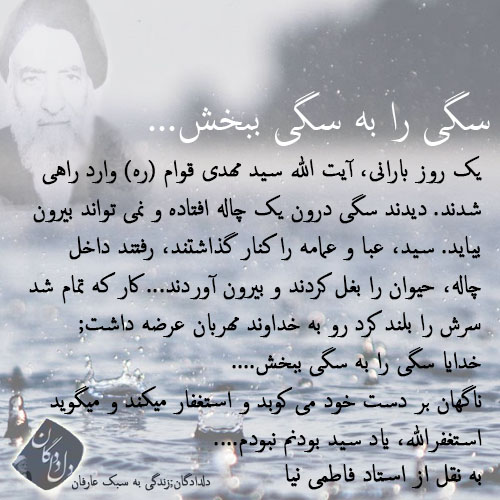 سگی را به سگی ببخش...
یک روز بارانی، آیت الله سید مهدی قوام (ره) وارد راهی
شدند. دیدند سگی درون یک چاله افتاده و نمی تواند بیرون
بیاید. سید، عبا و عمامه را کنار گذاشتند، رفتند داخل
چاله، حیوان را بغل کردند و بیرون آوردند... کار که تمام شد
سرش را بلند کرد رو به خداوند مهربان عرضه داشت;
خدایا سگی را به سگی ببخش....
ناگهان بر دست خود می کوبد و استغفار میکند و میگوید
استغفرالله، یاد سید بودنم نبودم....
به نقل از استاد فاطمی نیا
دلدادگان
دلدادگان;زندگی به سبک عارفان